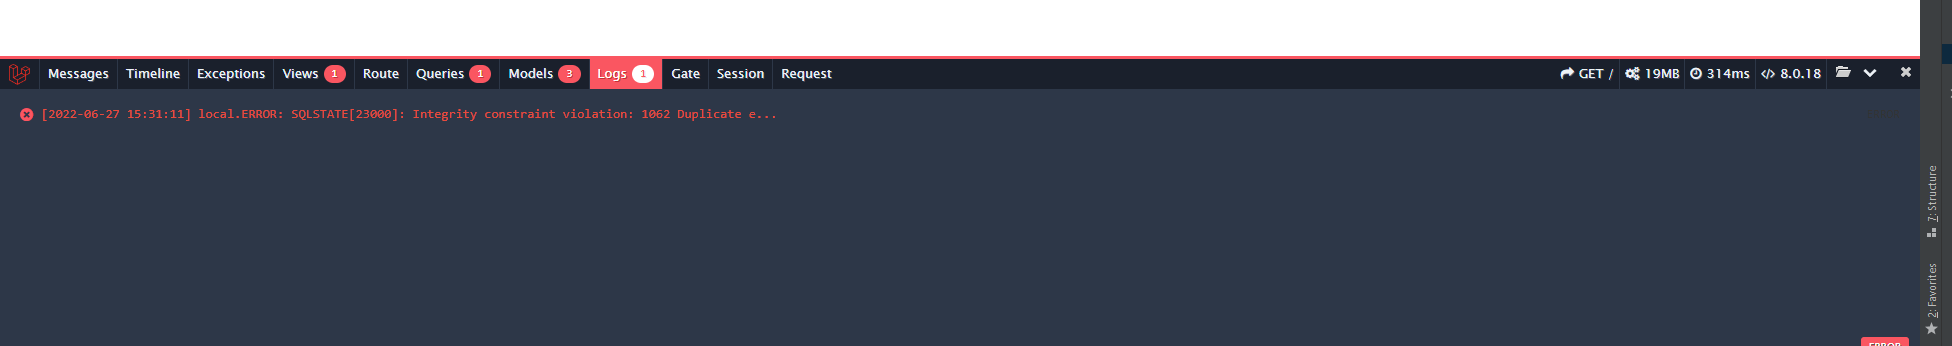 Messages Timeline Exceptions Views 1 Route Queries 1 Models 3 Logs 1 Gate Session Request GET / 19MB 314ms 8.0.18
[2022-06-27 15:31:11] local.ERROR: SQLSTATE[23000]: Integrity constraint violation: 1062 Duplicate e...
7: Structure
2: Favorites
ERROR